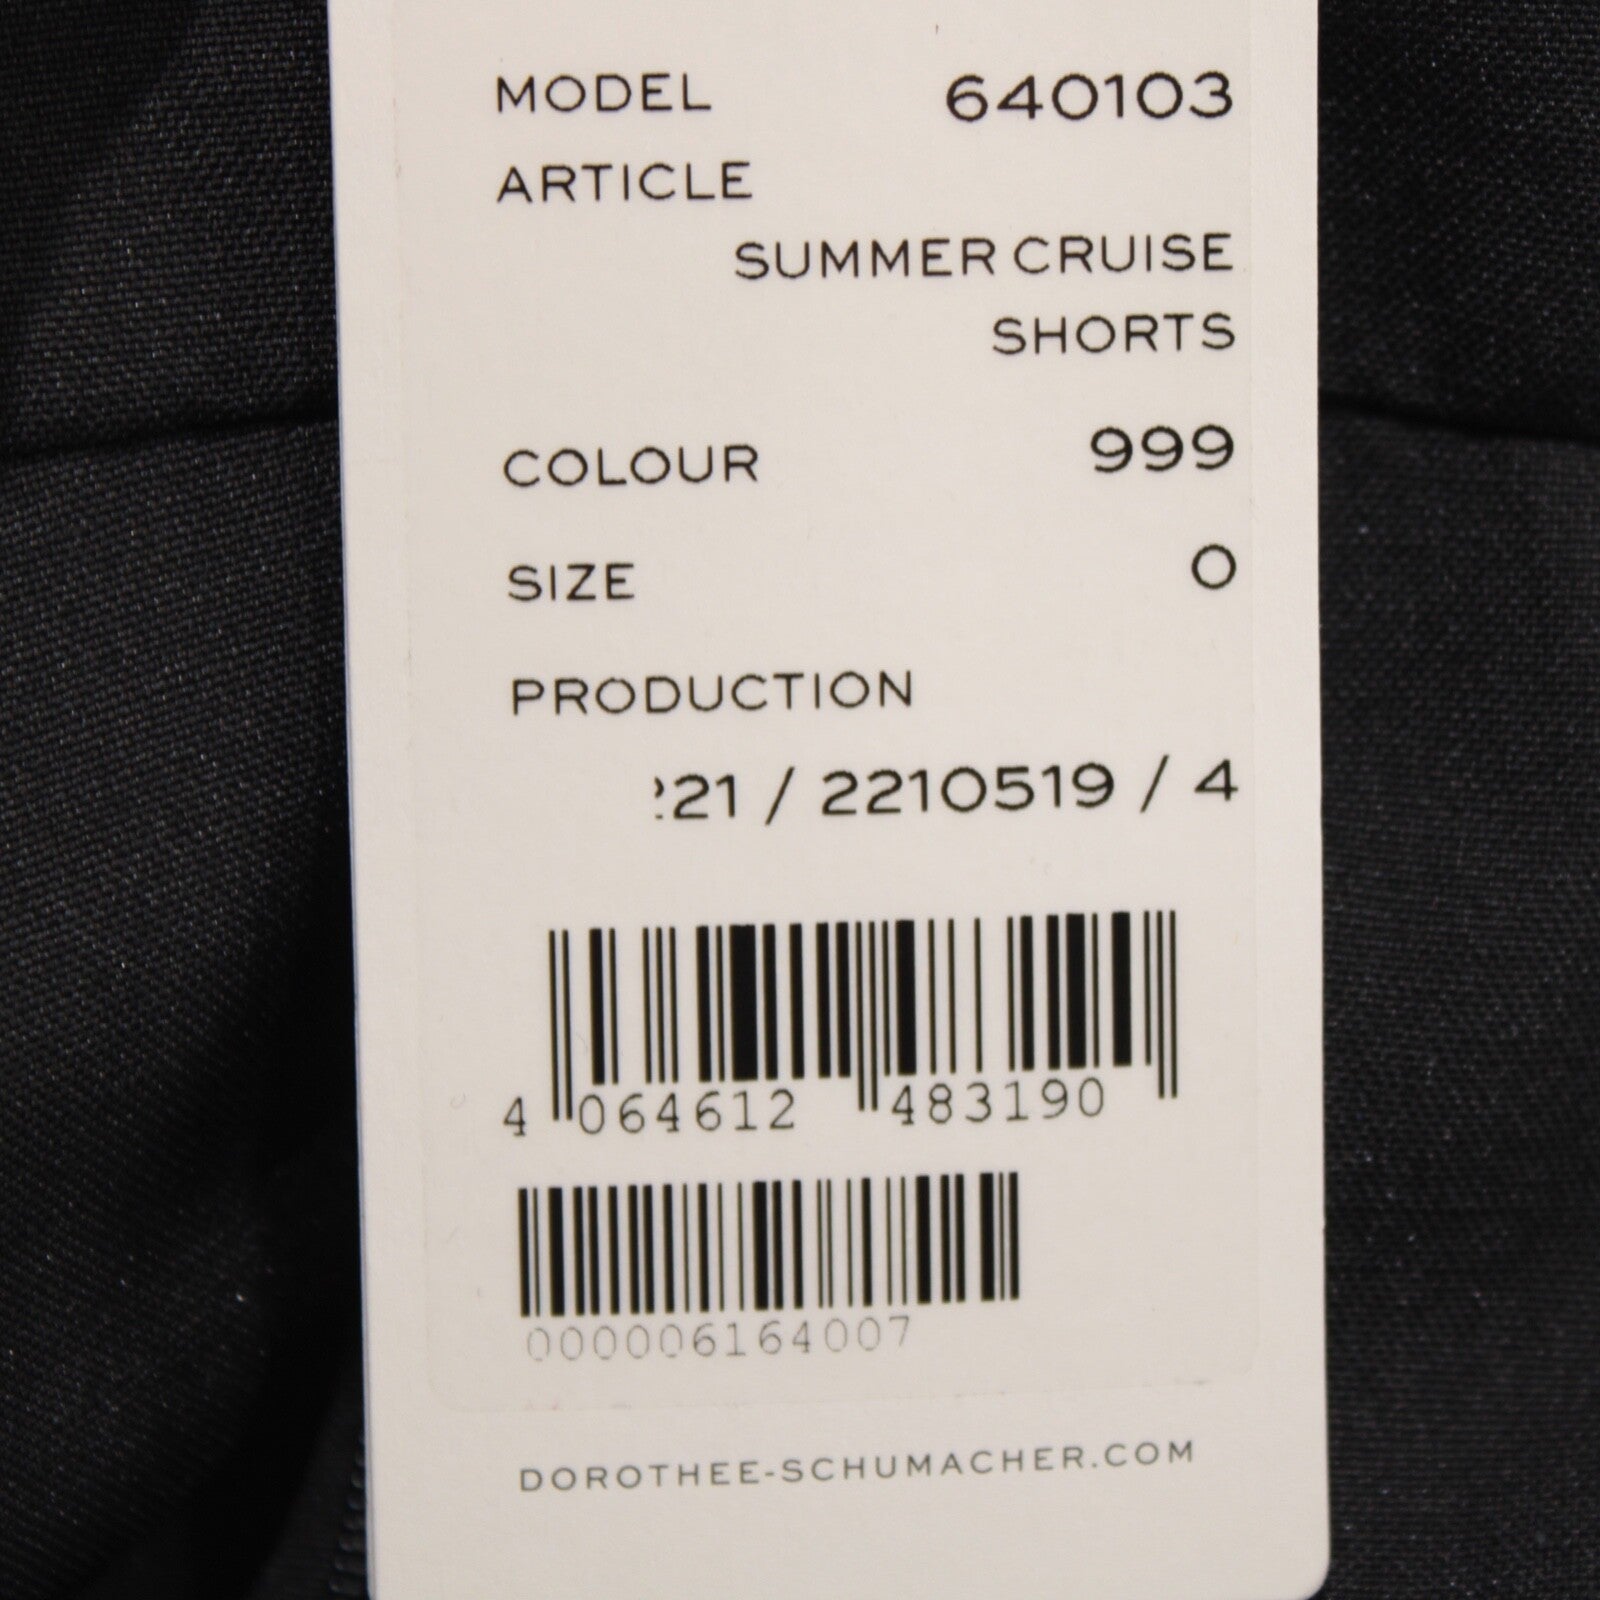 MODEL 640103
ARTICLE
SUMMER CRUISE
SHORTS
COLOUR 999
SIZE 0
PRODUCTION
21 / 2210519 / 4
4 064612 483190
000006164007
DOROTHEE-SCHUMACHER.COM